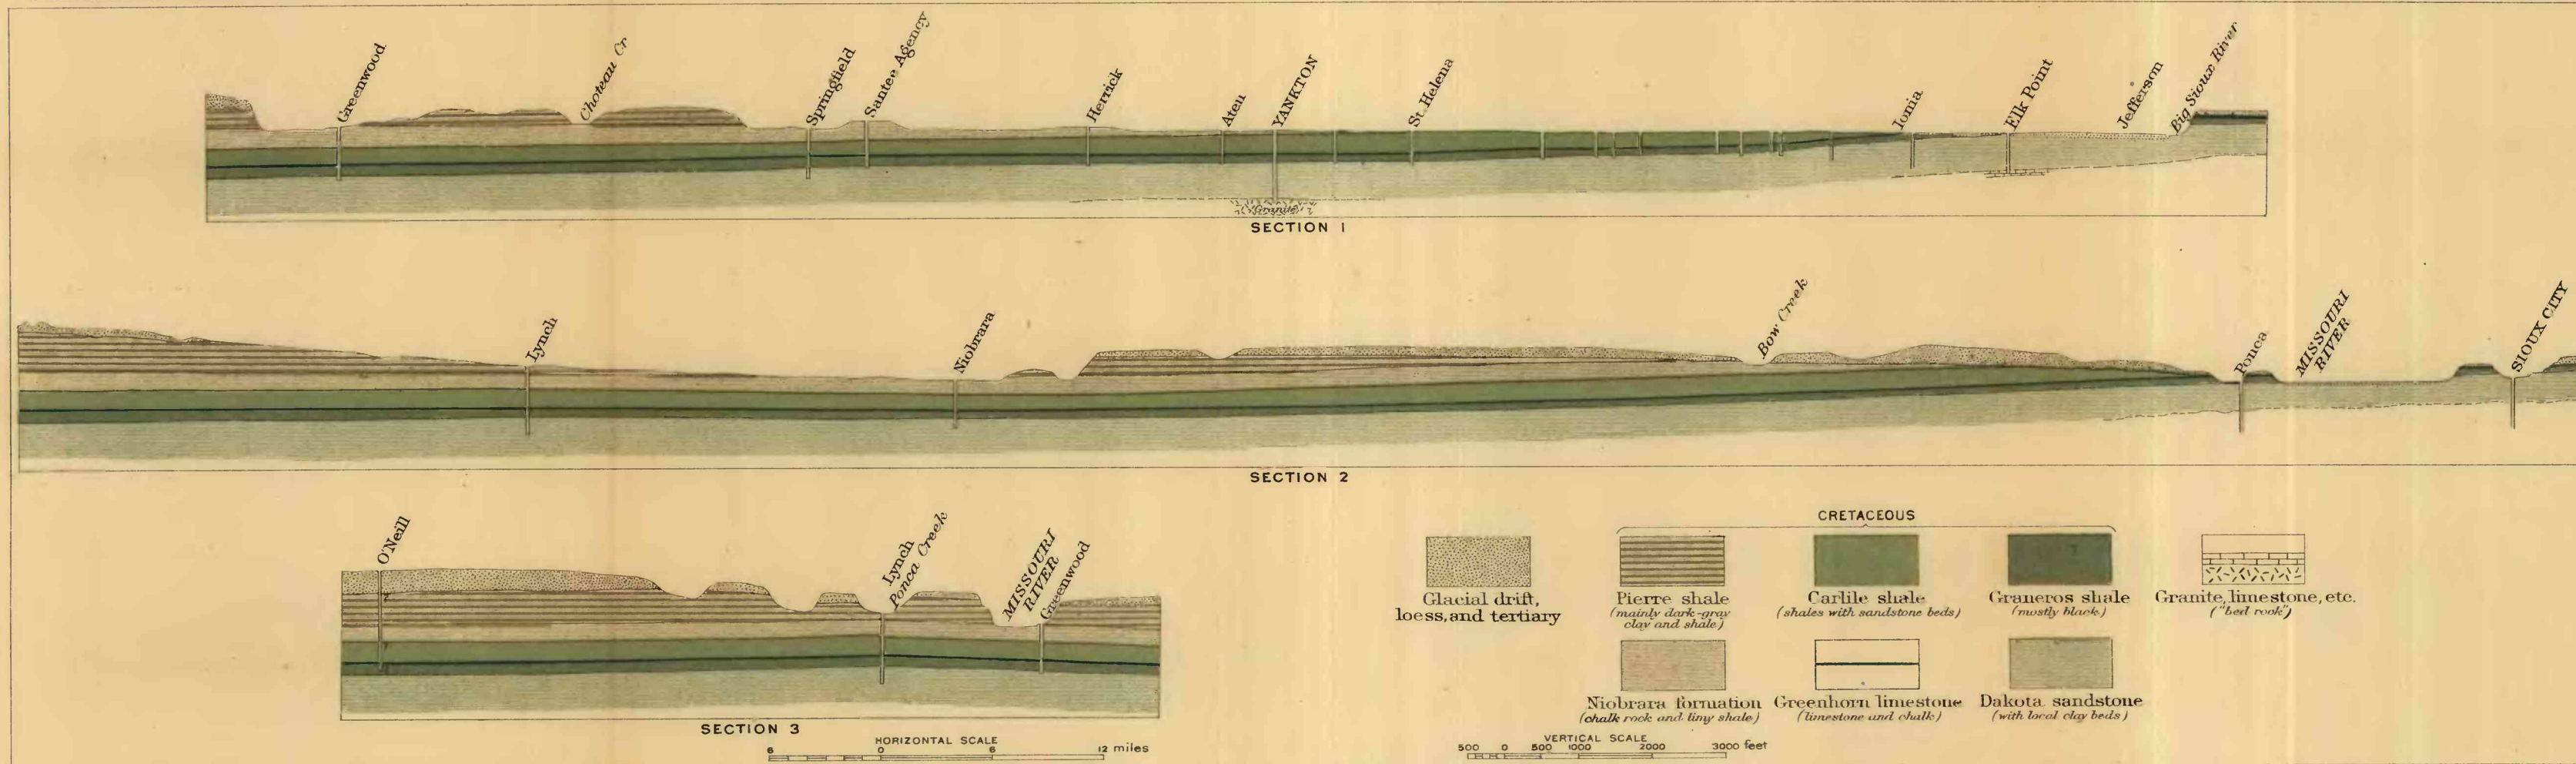 Greenwood
Choteau Cr
Springfield
Santee Agency
Herrick
Aten
YANKTON
St. Helena
Ionia
Elk Point
Jefferson
Big Sioux River
Granite
SECTION 1
Lynch
Niobrara
Bow Creek
Ponca
MISSOURI
RIVER
SIOUX CITY
SECTION 2
O'Neill
Lynch
Ponca Creek
MISSOURI
RIVER
Greenwood
?
SECTION 3
HORIZONTAL SCALE
6 0 6 12 miles
CRETACEOUS
Glacial drift,
loess, and tertiary
Pierre shale
(mainly dark-gray
clay and shale)
Carlile shale
(shales with sandstone beds)
Graneros shale
(mostly black)
Granite, limestone, etc.
("bed rock")
Niobrara formation
(chalk rock and limy shale)
Greenhorn limestone
(limestone and chalk)
Dakota sandstone
(with local clay beds)
VERTICAL SCALE
500 0 500 1000 2000 3000 feet